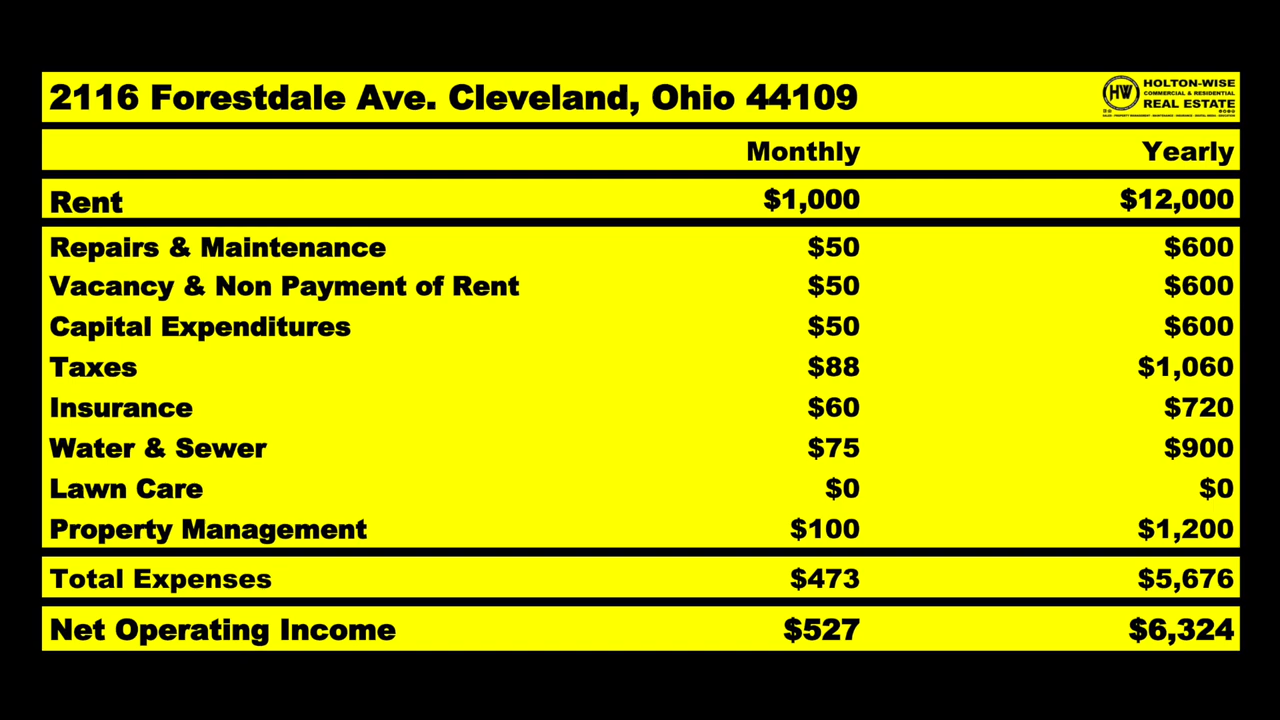 2116 Forestdale Ave. Cleveland, Ohio 44109
HW
HOLTON-WISE
COMMERCIAL & RESIDENTIAL
REAL ESTATE
Monthly Yearly
Rent $1,000 $12,000
Repairs & Maintenance $50 $600
Vacancy & Non Payment of Rent $50 $600
Capital Expenditures $50 $600
Taxes $88 $1,060
Insurance $60 $720
Water & Sewer $75 $900
Lawn Care $0 $0
Property Management $100 $1,200
Total Expenses $473 $5,676
Net Operating Income $527 $6,324